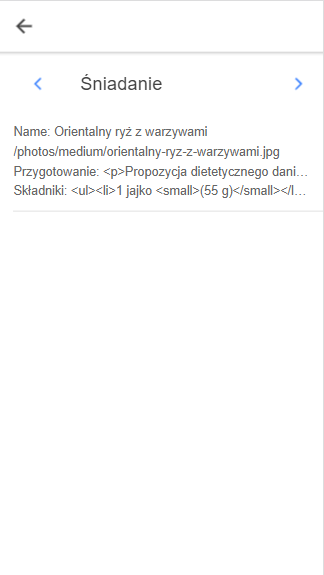 Śniadanie
Name: Orientalny ryż z warzywami
/photos/medium/orientalny-ryz-z-warzywami.jpg
Przygotowanie: <p>Propozycja dietetycznego dani...
Składniki: <ul><li>1 jajko <small>(55 g)</small></l...